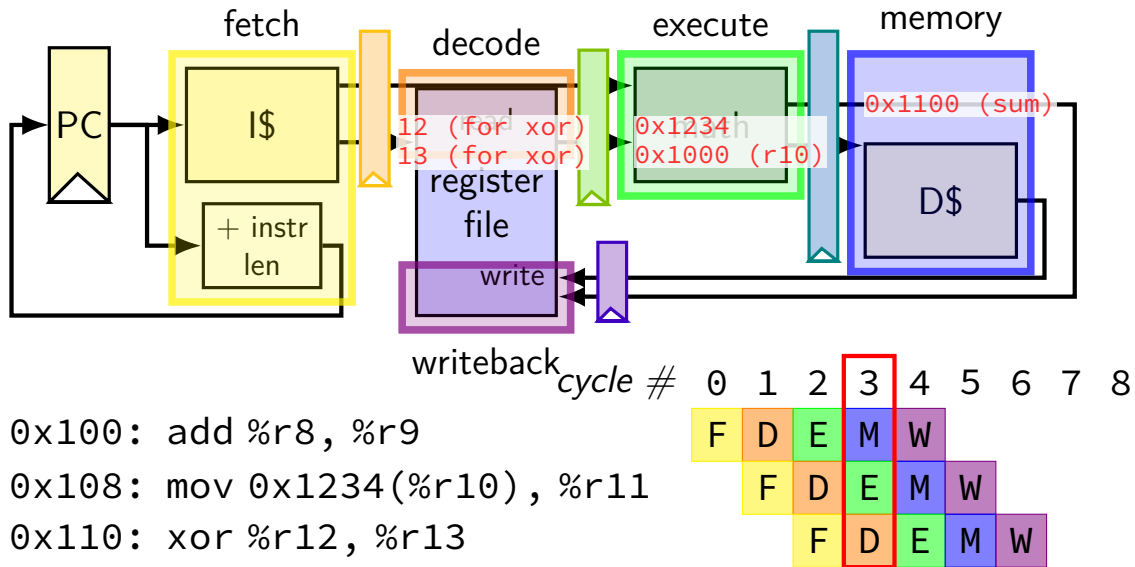 fetch
decode
execute
memory
PC
I$
+ instr
len
read
12 (for xor)
13 (for xor)
register
file
write
writeback
math
0x1234
0x1000 (r10)
0x1100 (sum)
D$
cycle # 0 1 2 3 4 5 6 7 8
0x100: add %r8, %r9 F D E M W
0x108: mov 0x1234(%r10), %r11 F D E M W
0x110: xor %r12, %r13 F D E M W